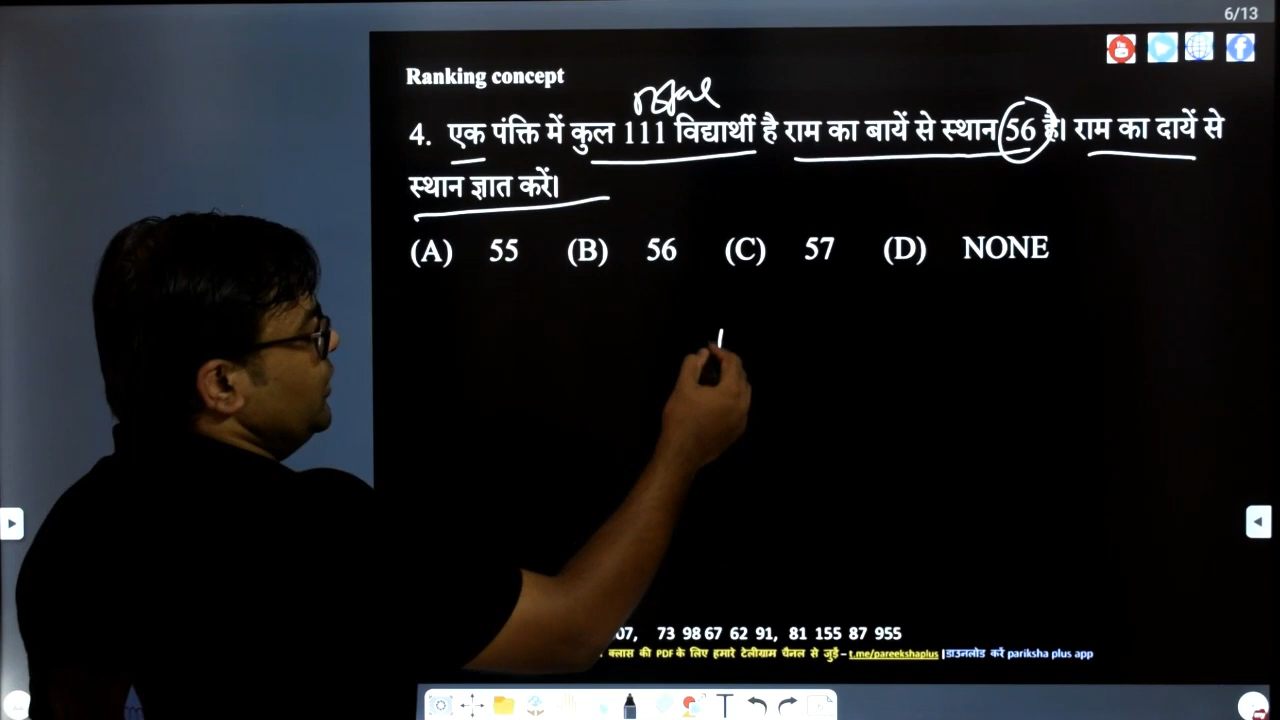 6/13
Ranking concept
Total
4. एक पंक्ति में कुल 111 विद्यार्थी है राम का बायें से स्थान 56 है। राम का दायें से
स्थान ज्ञात करें।
(A) 55 (B) 56 (C) 57 (D) NONE
07, 73 98 67 62 91, 81 155 87 955
क्लास की PDF के लिए हमारे टेलीग्राम चैनल से जुड़ें – t.me/pareekshaplus | डाउनलोड करें pariksha plus app